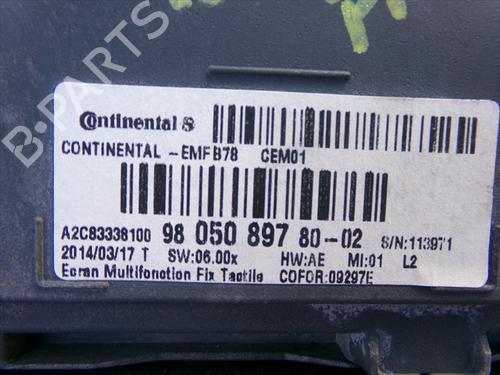 B-PARTS
Continental
CONTINENTAL -EMFB78 CEM01
A2C83338100 98 050 897 80-02 S/N:113971
2014/03/17 T SW:06.00x HW:AE MI:01 L2
Ecran Multifonction Fix Tactile COFOR:09297E